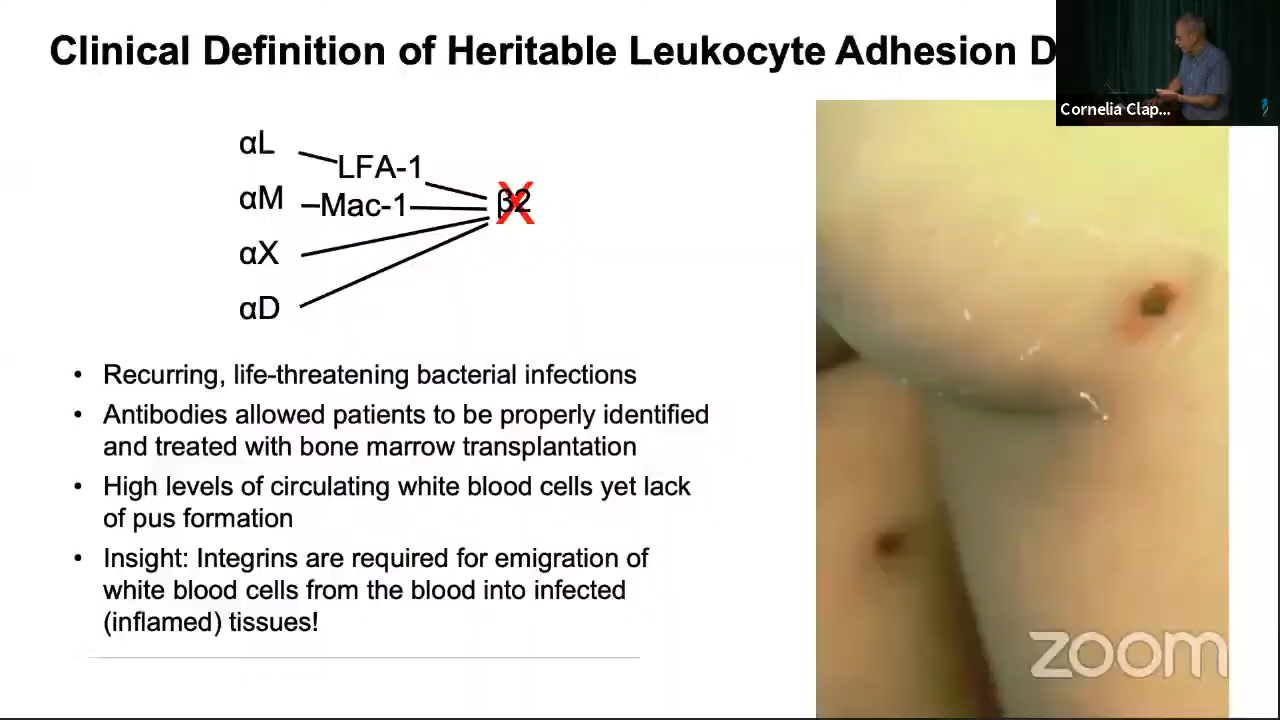 Clinical Definition of Heritable Leukocyte Adhesion D
Cornelia Clap...
αL
LFA-1
αM
Mac-1
β2
X
αX
αD
• Recurring, life-threatening bacterial infections
• Antibodies allowed patients to be properly identified
and treated with bone marrow transplantation
• High levels of circulating white blood cells yet lack
of pus formation
• Insight: Integrins are required for emigration of
white blood cells from the blood into infected
(inflamed) tissues!
zoom